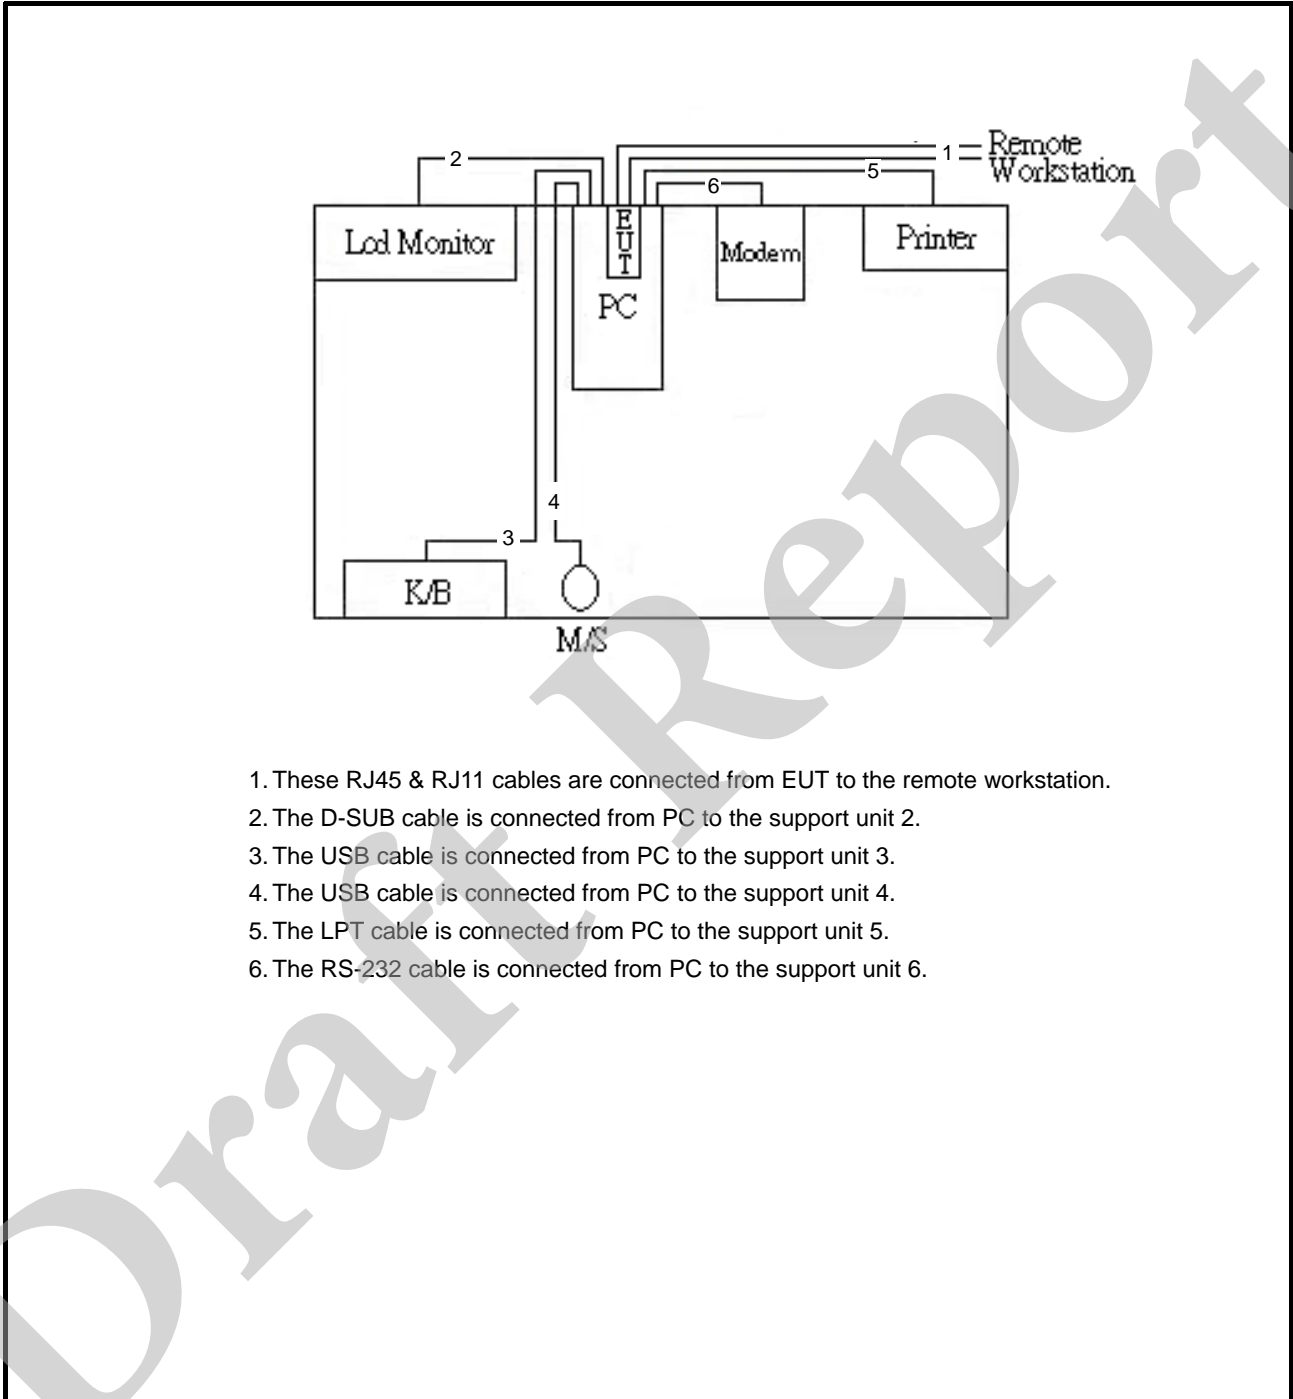 2
1
Remote
Workstation
5
6
Lcd Monitor
EUT
Modem
Printer
PC
4
3
K/B
M/S
1. These RJ45 & RJ11 cables are connected from EUT to the remote workstation.
2. The D-SUB cable is connected from PC to the support unit 2.
3. The USB cable is connected from PC to the support unit 3.
4. The USB cable is connected from PC to the support unit 4.
5. The LPT cable is connected from PC to the support unit 5.
6. The RS-232 cable is connected from PC to the support unit 6.
Draft Report